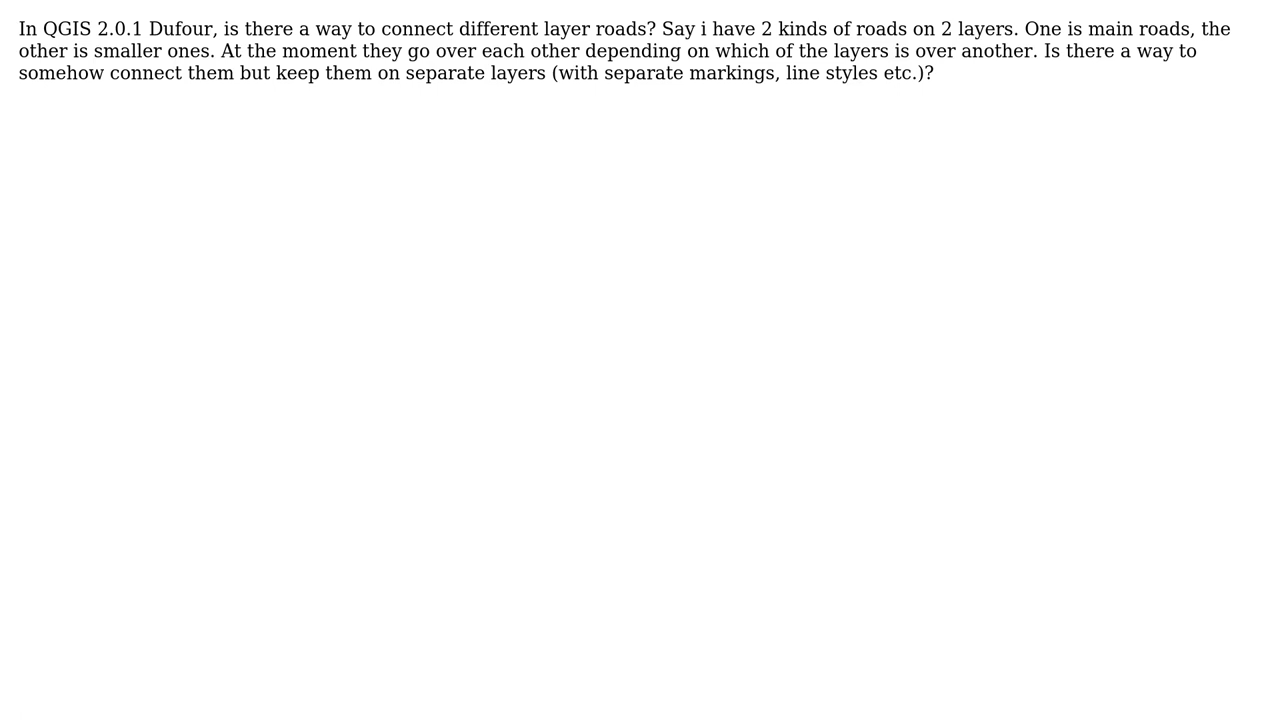 In QGIS 2.0.1 Dufour, is there a way to connect different layer roads? Say i have 2 kinds of roads on 2 layers. One is main roads, the
other is smaller ones. At the moment they go over each other depending on which of the layers is over another. Is there a way to
somehow connect them but keep them on separate layers (with separate markings, line styles etc.)?